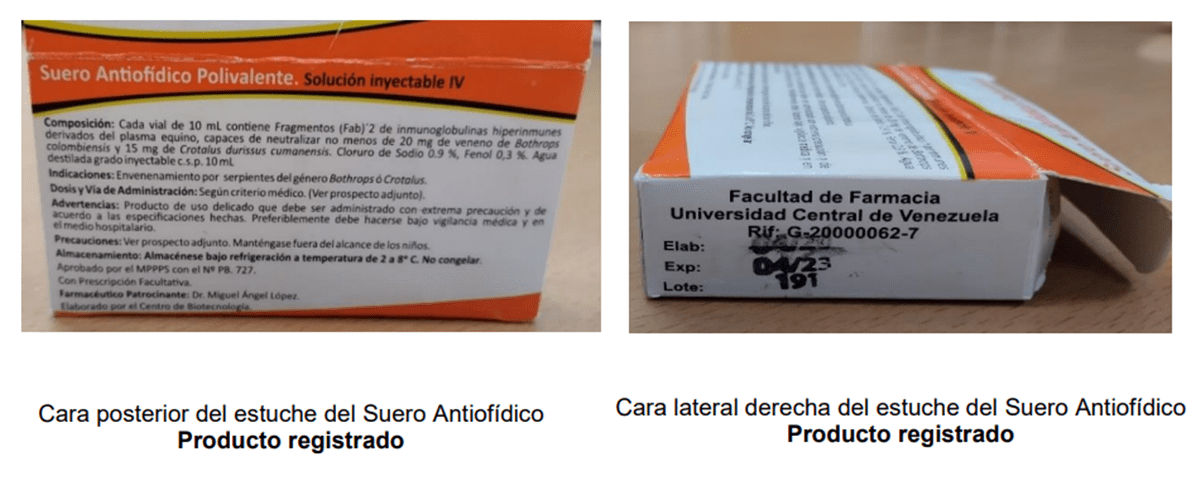 Suero Antiofídico Polivalente. Solución inyectable IV
Composición: Cada vial de 10 mL contiene Fragmentos (Fab)´2 de inmunoglobulinas hiperinmunes
derivados del plasma equino, capaces de neutralizar no menos de 20 mg de veneno de Bothrops
colombiensis y 15 mg de Crotalus durissus cumanensis. Cloruro de Sodio 0.9 %, Fenol 0,3 %. Agua
destilada grado inyectable c.s.p. 10 mL
Indicaciones: Envenenamiento por serpientes del género Bothrops ó Crotalus.
Dosis y Via de Administración: Según criterio médico. (Ver prospecto adjunto).
Advertencias: Producto de uso delicado que debe ser administrado con extrema precaución y de
acuerdo a las especificaciones hechas. Preferiblemente debe hacerse bajo vigilancia médica y en
el medio hospitalario.
Precauciones: Ver prospecto adjunto. Manténgase fuera del alcance de los niños.
Almacenamiento: Almacénese bajo refrigeración a temperatura de 2 a 8° C. No congelar.
Aprobado por el MPPPS con el Nº PB. 727.
Con Prescripción Facultativa.
Farmacéutico Patrocinante: Dr. Miguel Ángel López.
Elaborado por el Centro de Biotecnología.
Cara posterior del estuche del Suero Antiofídico
Producto registrado
Facultad de Farmacia
Universidad Central de Venezuela
Rif: G-20000062-7
Elab:
Exp: 04/23
Lote: 191
Cara lateral derecha del estuche del Suero Antiofídico
Producto registrado